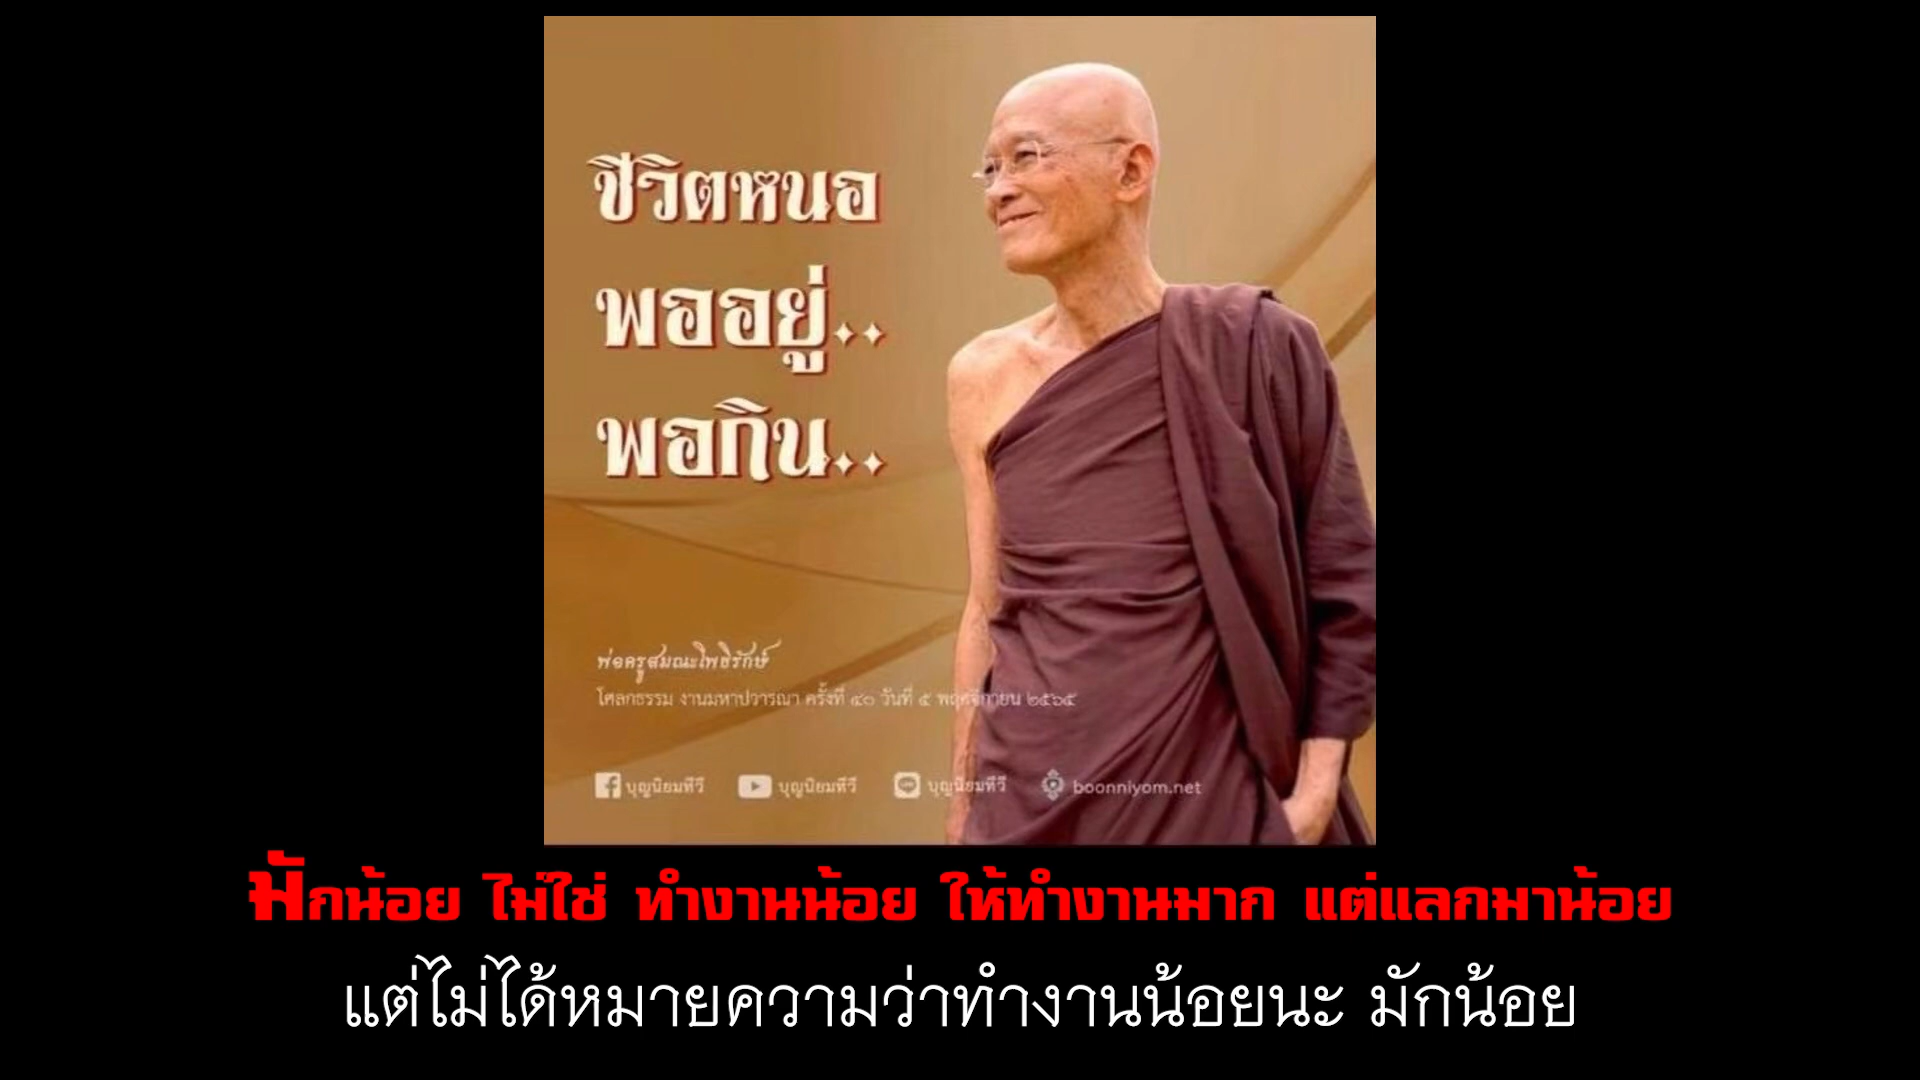 ชีวิตหนอ
พออยู่..
พอกิน..
พ่อครูสมณะโพธิรักษ์
โศลกธรรม งานมหาปวารณา ครั้งที่ ๔๐ วันที่ ๕ พฤศจิกายน ๒๕๖๕
บุญนิยมทีวี บุญนิยมทีวี บุญนิยมทีวี boonniyom.net
มักน้อย ไม่ใช่ ทำงานน้อย ให้ทำงานมาก แต่แลกมาน้อย
แต่ไม่ได้หมายความว่าทำงานน้อยนะ มักน้อย